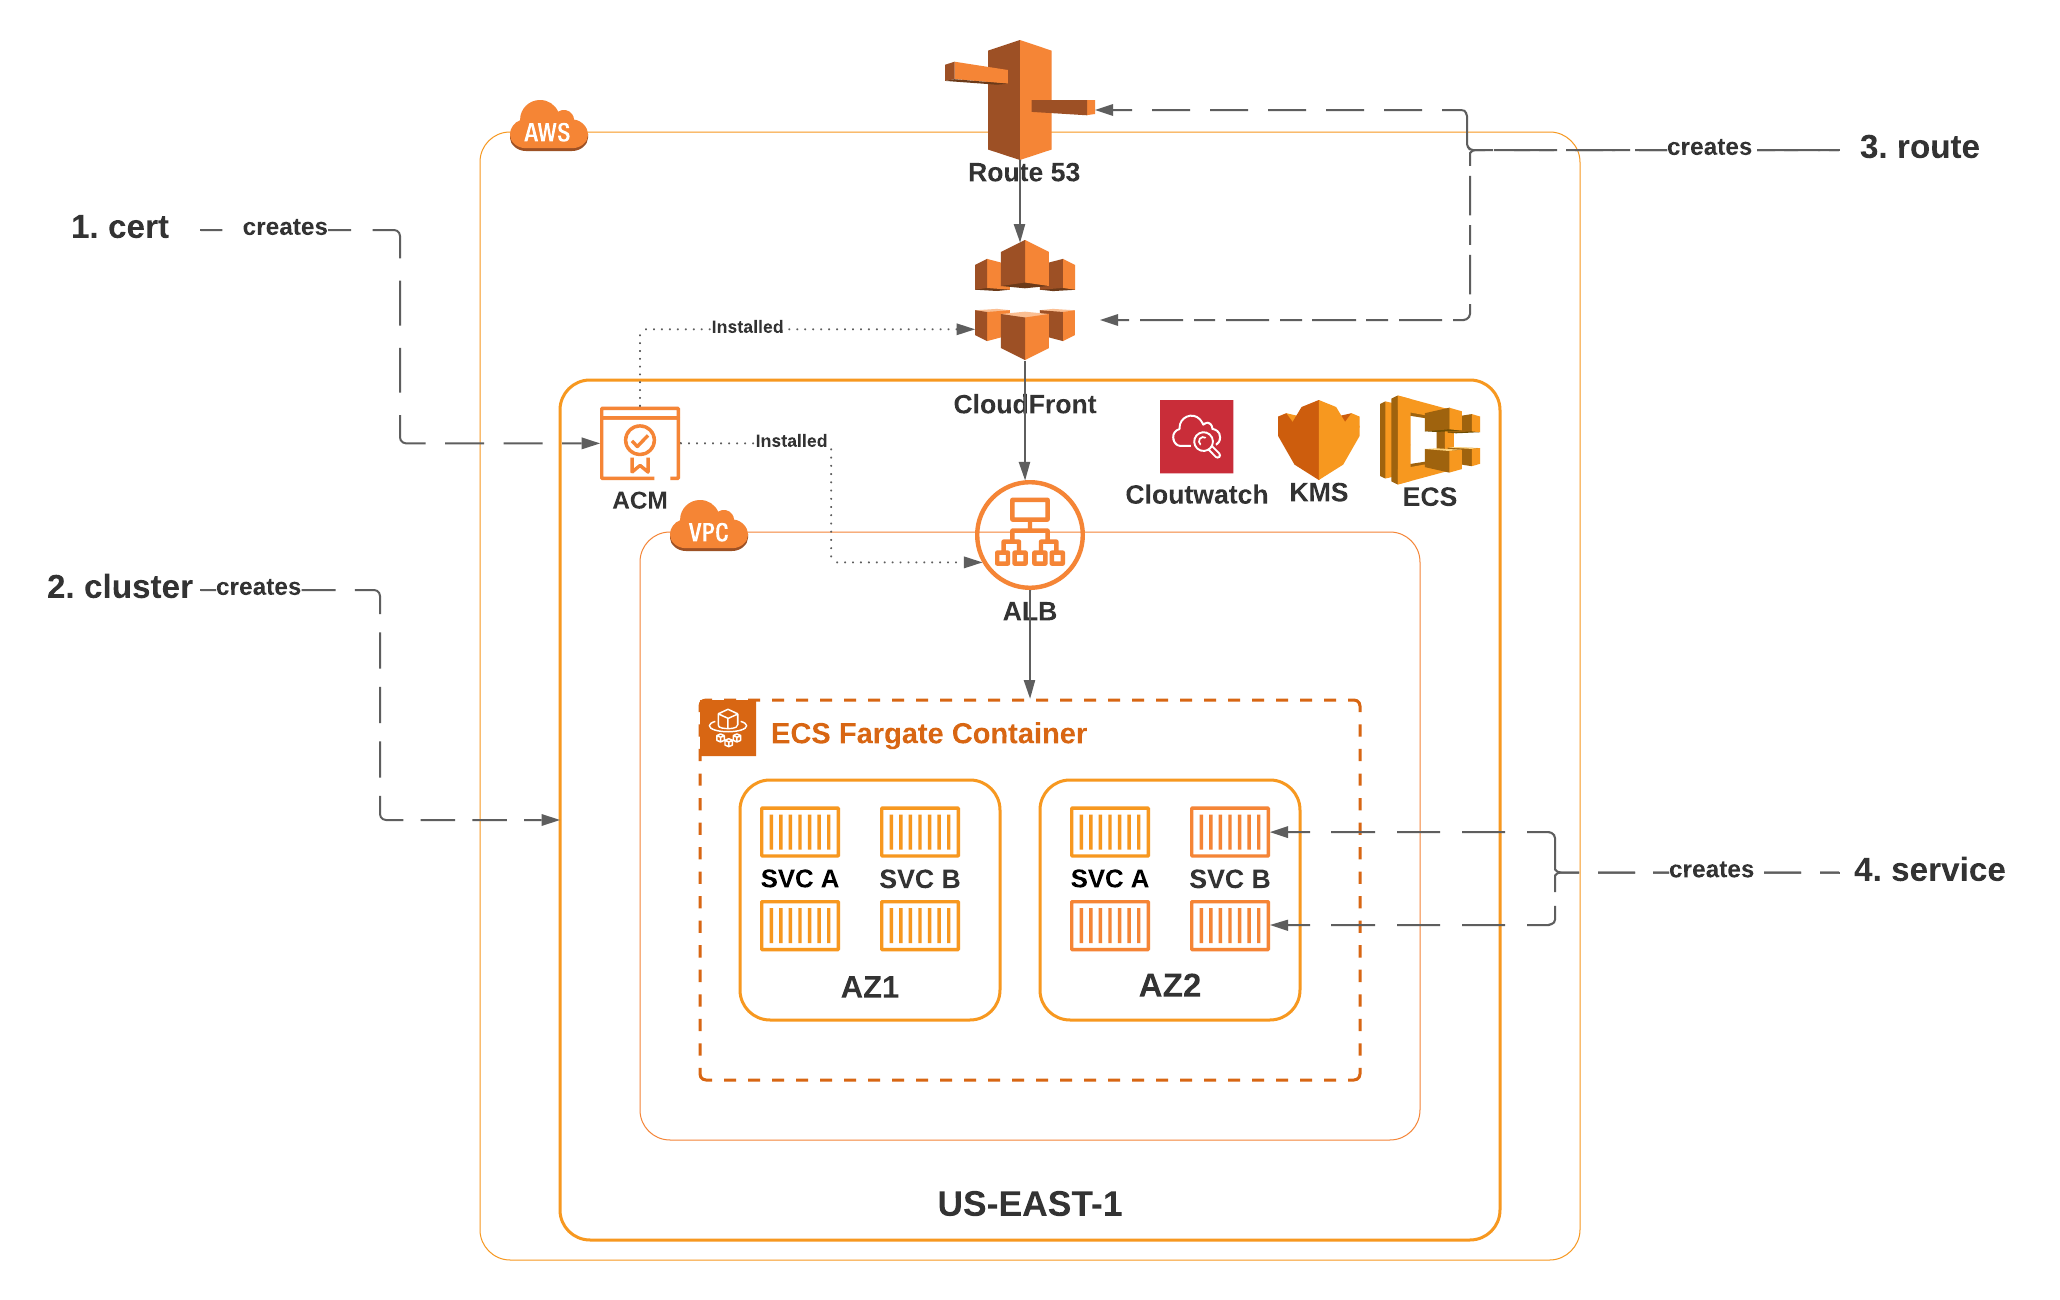 AWS
Route 53
creates
3. route
1. cert
creates
Installed
CloudFront
Installed
ACM
Cloutwatch
KMS
ECS
VPC
2. cluster
creates
ALB
ECS Fargate Container
SVC A
SVC B
SVC A
SVC B
creates
4. service
AZ1
AZ2
US-EAST-1